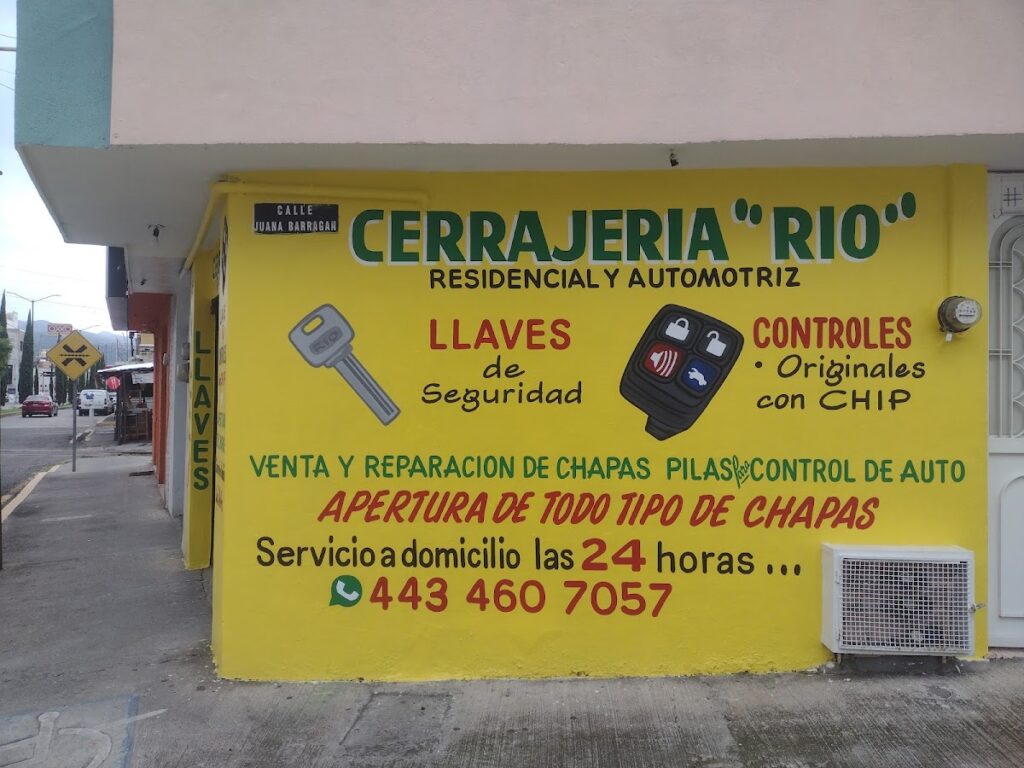 CALLE
JUANA BARRAGAN
CERRAJERIA "RIO"
RESIDENCIAL Y AUTOMOTRIZ
RIO
LLAVES
de
Seguridad
CONTROLES
• Originales
con CHIP
VENTA Y REPARACION DE CHAPAS PILAS para CONTROL DE AUTO
APERTURA DE TODO TIPO DE CHAPAS
Servicio a domicilio las 24 horas ...
443 460 7057
LLAVES
OXXO
#